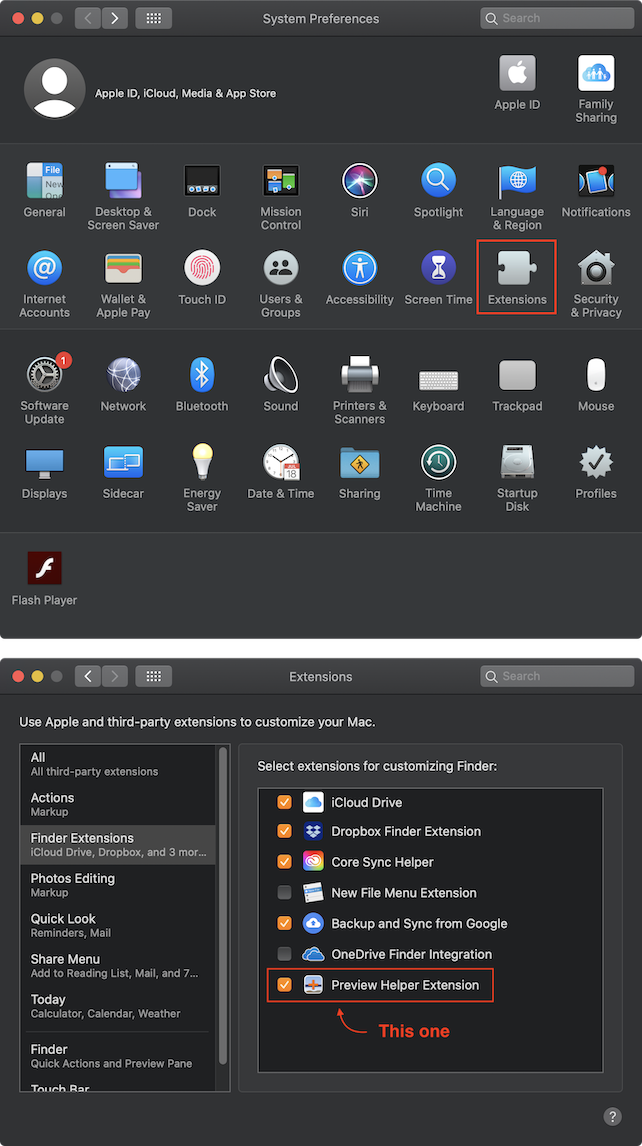 System Preferences
Search
Apple ID, iCloud, Media & App Store
Apple ID
Family
Sharing
File
New
General
Desktop &
Screen Saver
Dock
Mission
Control
Siri
Spotlight
Language
& Region
Notifications
Internet
Accounts
Wallet &
Apple Pay
Touch ID
Users &
Groups
Accessibility
Screen Time
Extensions
Security
& Privacy
1
Software
Update
Network
Bluetooth
Sound
Printers &
Scanners
Keyboard
Trackpad
Mouse
Displays
Sidecar
Energy
Saver
JUL
18
Date & Time
Sharing
Time
Machine
Startup
Disk
Profiles
Flash Player
Extensions
Search
Use Apple and third-party extensions to customize your Mac.
All
All third-party extensions
Actions
Markup
Finder Extensions
iCloud Drive, Dropbox, and 3 mor...
Photos Editing
Markup
Quick Look
Reminders, Mail
Share Menu
Add to Reading List, Mail, and 7...
Today
Calculator, Calendar, Weather
Finder
Quick Actions and Preview Pane
Touch Bar
Select extensions for customizing Finder:
iCloud Drive
Dropbox Finder Extension
Core Sync Helper
New File Menu Extension
Backup and Sync from Google
OneDrive Finder Integration
Preview Helper Extension
This one
?